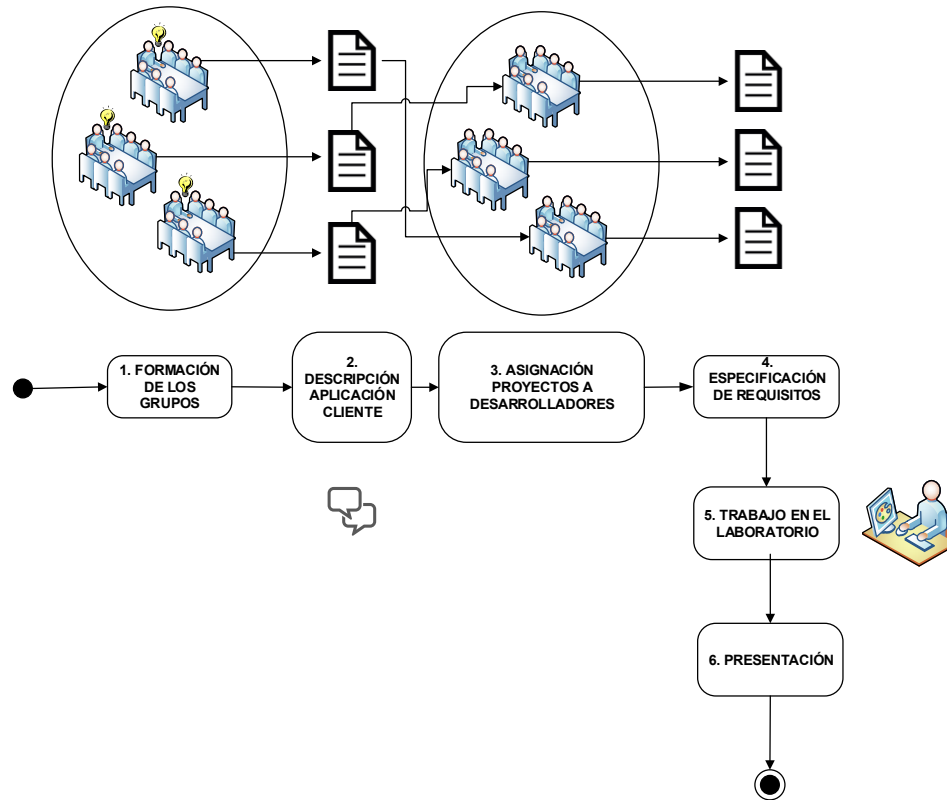 1. FORMACIÓN
DE LOS
GRUPOS
2.
DESCRIPCIÓN
APLICACIÓN
CLIENTE
3. ASIGNACIÓN
PROYECTOS A
DESARROLLADORES
4.
ESPECIFICACIÓN
DE REQUISITOS
5. TRABAJO EN EL
LABORATORIO
6. PRESENTACIÓN